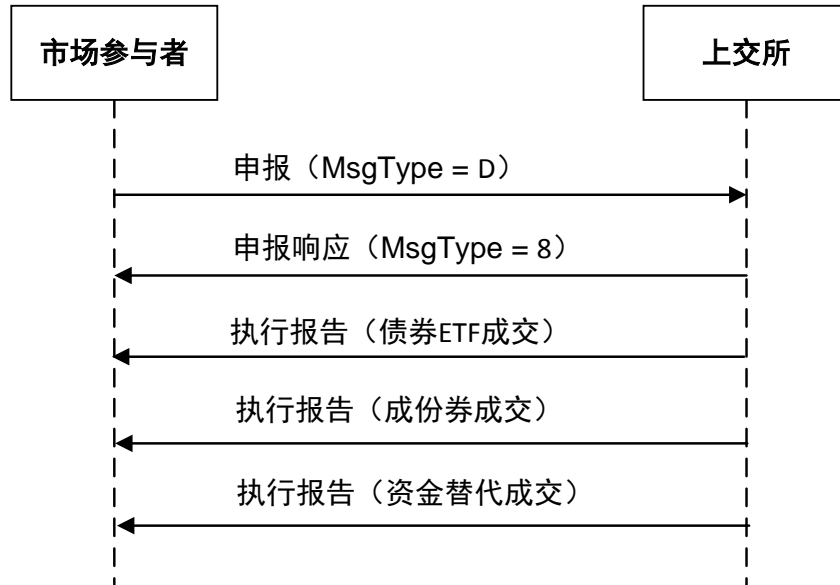 市场参与者
上交所
申报（MsgType = D）
申报响应（MsgType = 8）
执行报告（债券ETF成交）
执行报告（成份券成交）
执行报告（资金替代成交）